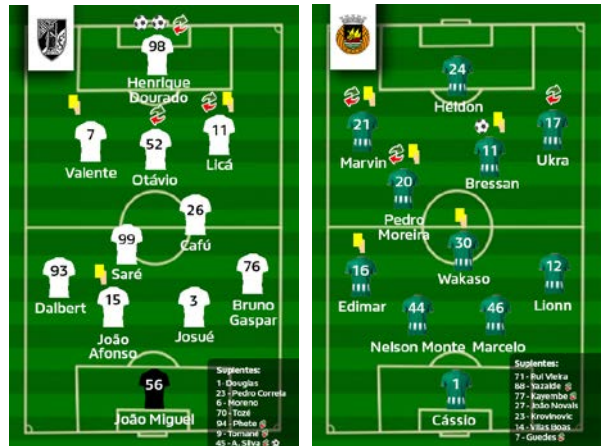 98
Henrique
Dourado
7
Valente
52
Otávio
11
Licá
26
Cafú
99
Saré
93
Dalbert
15
João
Afonso
3
Josué
76
Bruno
Gaspar
56
João Miguel
Suplentes:
1 - Douglas
23 - Pedro Correia
6 - Moreno
70 - Tozé
94 - Phete
9 - Tomané
45 - A. Silva
24
Heldon
21
Marvin
11
Bressan
17
Ukra
20
Pedro
Moreira
30
Wakaso
16
Edimar
12
Lionn
44
Nelson Monte
46
Marcelo
1
Cássio
Suplentes:
71 - Rui Vieira
88 - Yazalde
77 - Kayembe
27 - João Novais
23 - Krovinovic
14 - Vilas Boas
7 - Guedes